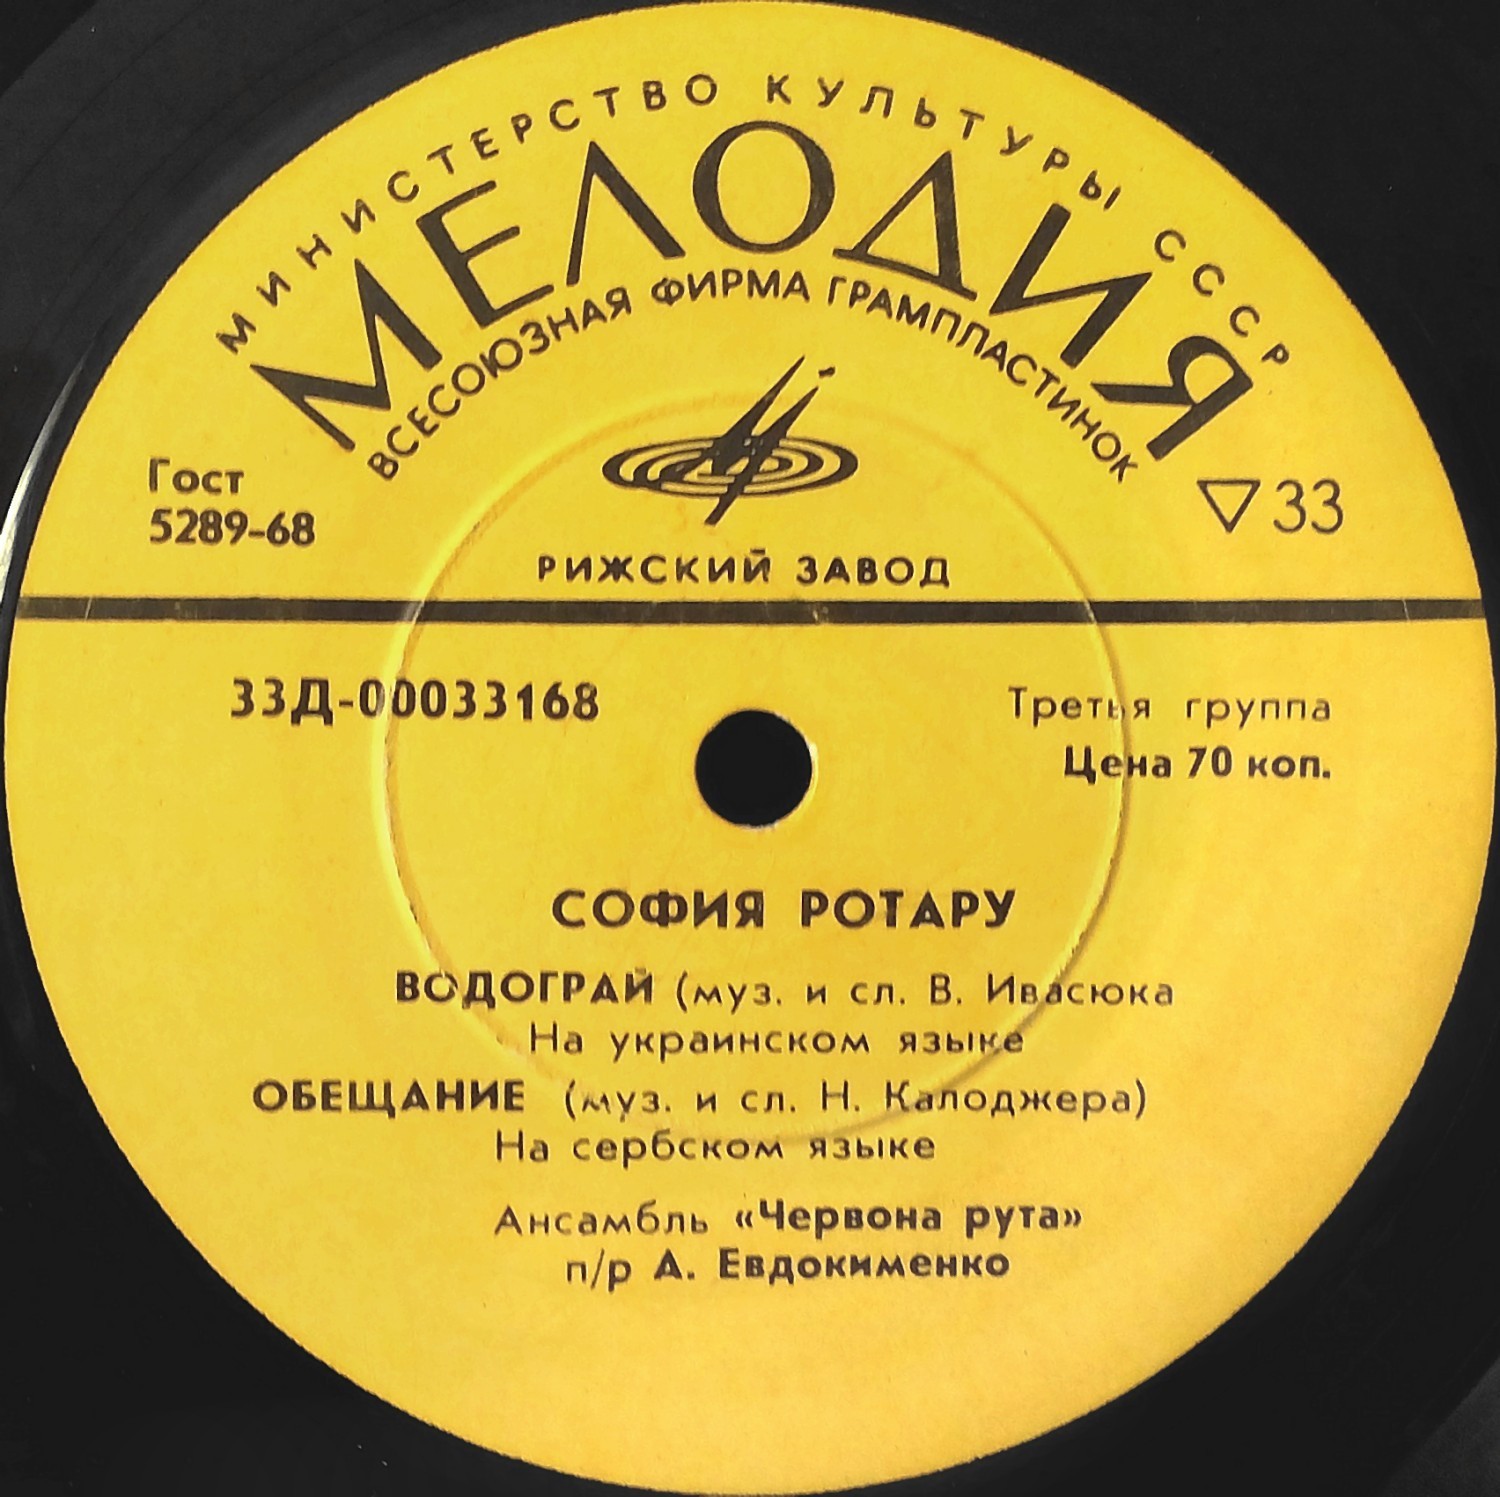 МИНИСТЕРСТВО КУЛЬТУРЫ СССР
МЕЛОДИЯ
ВСЕСОЮЗНАЯ ФИРМА ГРАМПЛАСТИНОК
Гост
5289-68
▽33
РИЖСКИЙ ЗАВОД
33Д-00033168
Третья группа
Цена 70 коп.
СОФИЯ РОТАРУ
ВОДОГРАЙ (муз. и сл. В. Ивасюка
На украинском языке
ОБЕЩАНИЕ (муз. и сл. Н. Калоджера)
На сербском языке
Ансамбль «Червона рута»
п/р А. Евдокименко